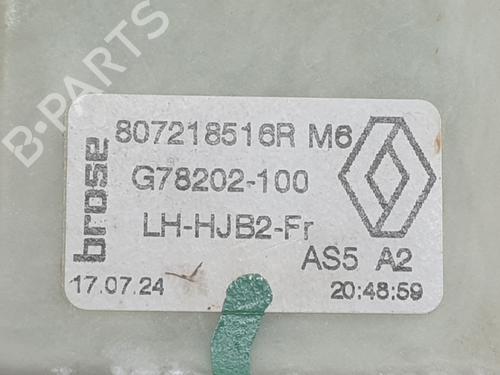 B-PARTS
brose
807218516R M6
G78202-100
LH-HJB2-Fr
AS5 A2
17.07.24
20:48:59